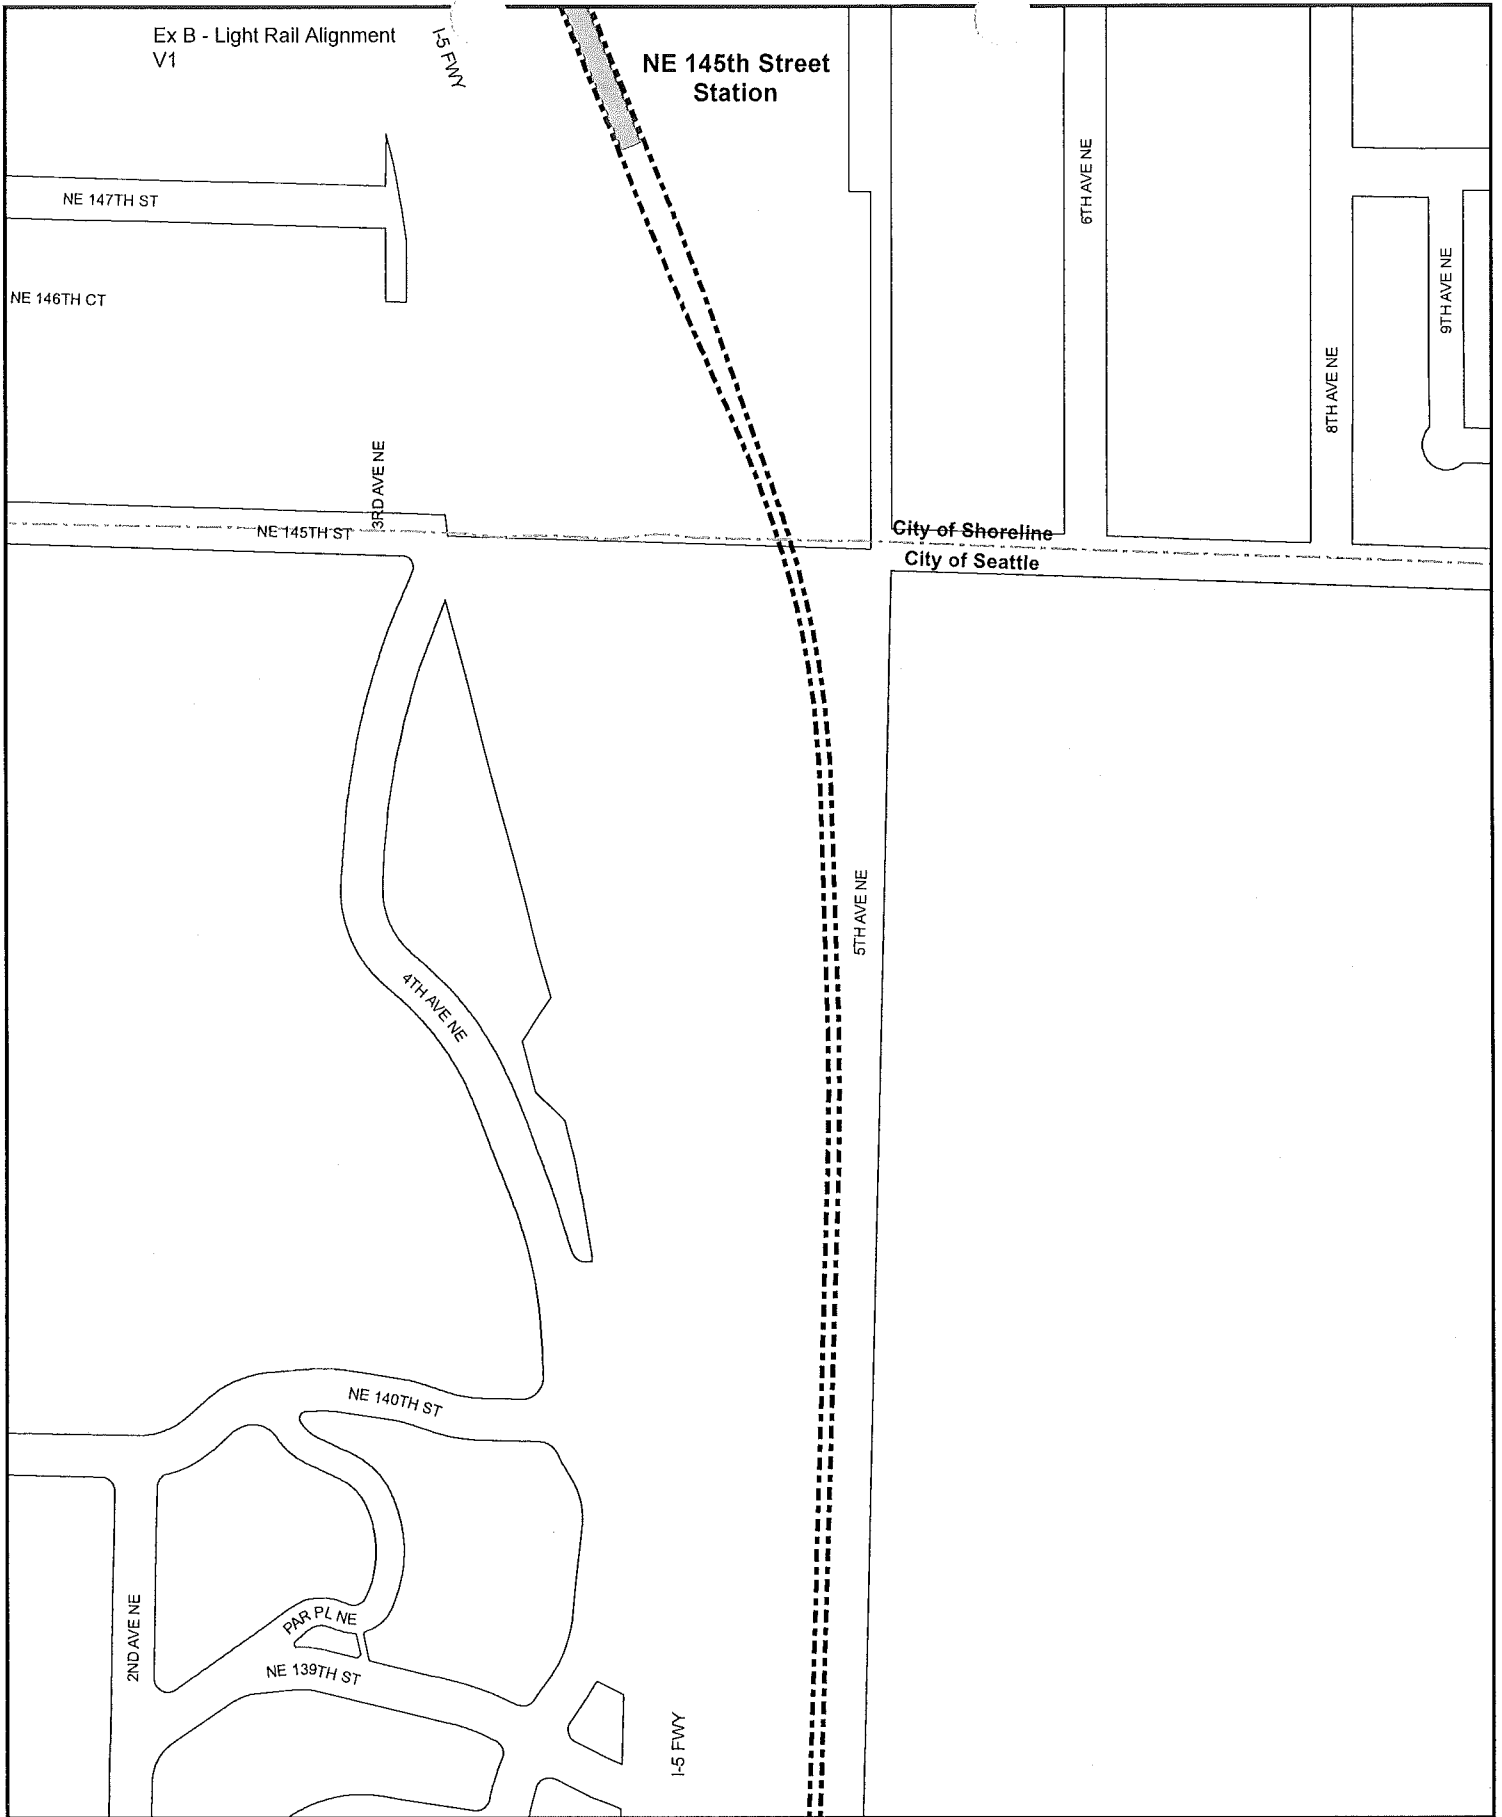 Ex B - Light Rail Alignment
V1
I-5 FWY
NE 145th Street
Station
6TH AVE NE
NE 147TH ST
9TH AVE NE
NE 146TH CT
8TH AVE NE
3RD AVE NE
NE 145TH ST
City of Shoreline
City of Seattle
5TH AVE NE
4TH AVE NE
NE 140TH ST
2ND AVE NE
PAR PL NE
NE 139TH ST
I-5 FWY